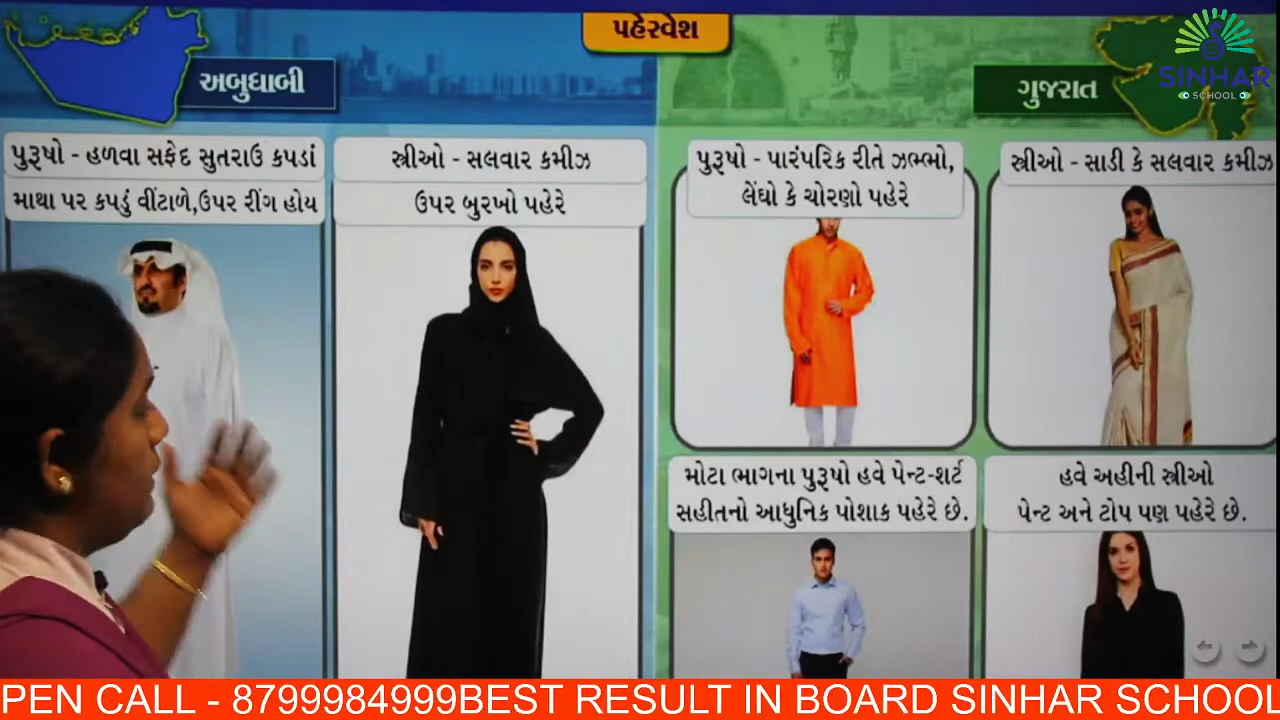 પહેરવેશ
અબુધાબી
ગુજરાત
SINHAR
SCHOOL
પુરૂષો - હળવા સફેદ સુતરાઉ કપડાં
માથા પર કપડું વીંટાળે,ઉપર રીંગ હોય
સ્ત્રીઓ - સલવાર કમીઝ
ઉપર બુરખો પહેરે
પુરૂષો - પારંપરિક રીતે ઝભ્ભો,
લેંઘો કે ચોરણો પહેરે
સ્ત્રીઓ - સાડી કે સલવાર કમીઝ
મોટા ભાગના પુરૂષો હવે પેન્ટ-શર્ટ
સહીતનો આધુનિક પોશાક પહેરે છે.
હવે અહીની સ્ત્રીઓ
પેન્ટ અને ટોપ પણ પહેરે છે.
PEN CALL - 8799984999BEST RESULT IN BOARD SINHAR SCHOOL